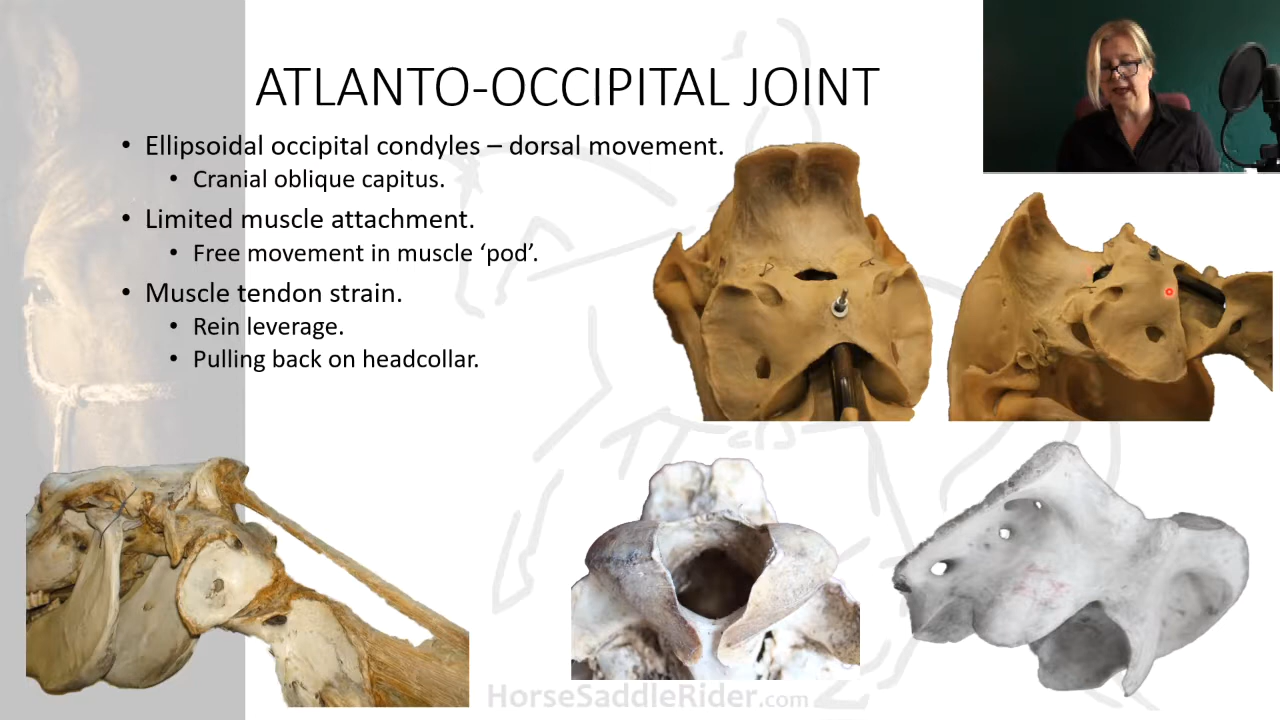 ATLANTO-OCCIPITAL JOINT
• Ellipsoidal occipital condyles – dorsal movement.
• Cranial oblique capitus.
• Limited muscle attachment.
• Free movement in muscle ‘pod’.
• Muscle tendon strain.
• Rein leverage.
• Pulling back on headcollar.
HorseSaddleRider.com